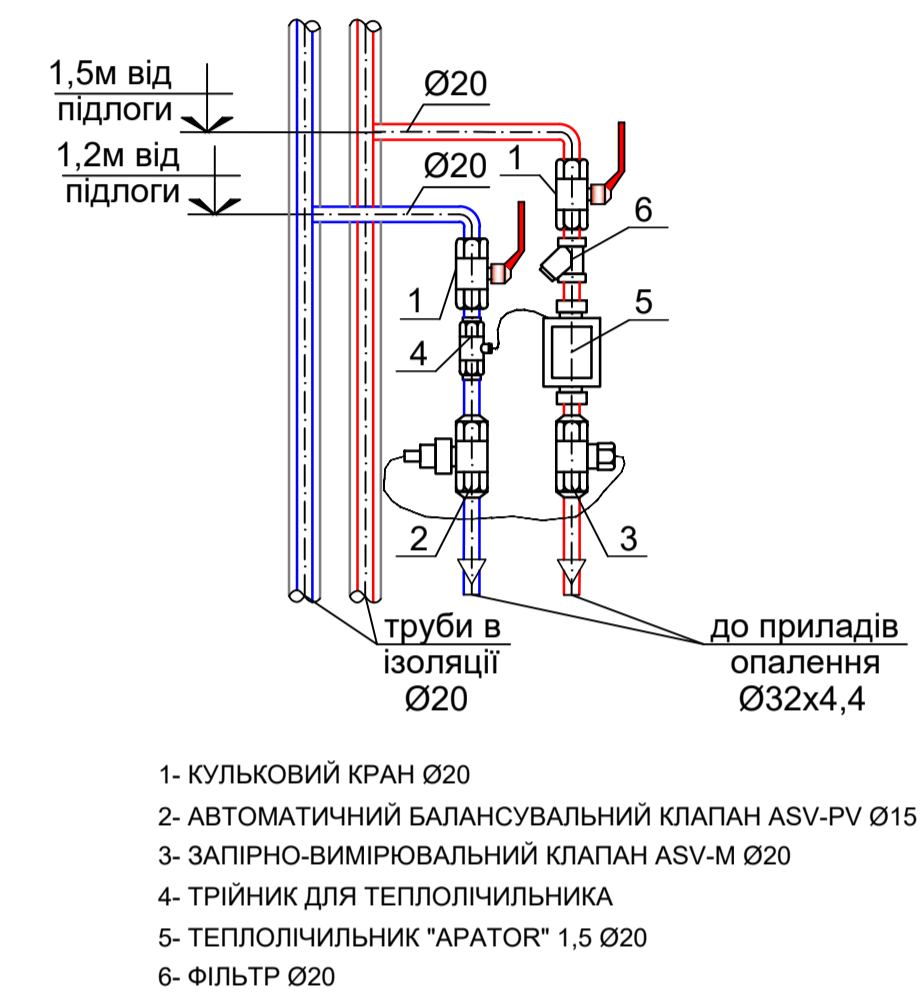 1,5м від
підлоги
Ø20
1,2м від
підлоги
Ø20
1
6
1
5
4
2
3
труби в
ізоляції
Ø20
до приладів
опалення
Ø32x4,4
1- КУЛЬКОВИЙ КРАН Ø20
2- АВТОМАТИЧНИЙ БАЛАНСУВАЛЬНИЙ КЛАПАН ASV-PV Ø15
3- ЗАПІРНО-ВИМІРЮВАЛЬНИЙ КЛАПАН ASV-M Ø20
4- ТРІЙНИК ДЛЯ ТЕПЛОЛІЧИЛЬНИКА
5- ТЕПЛОЛІЧИЛЬНИК "APATOR" 1,5 Ø20
6- ФІЛЬТР Ø20